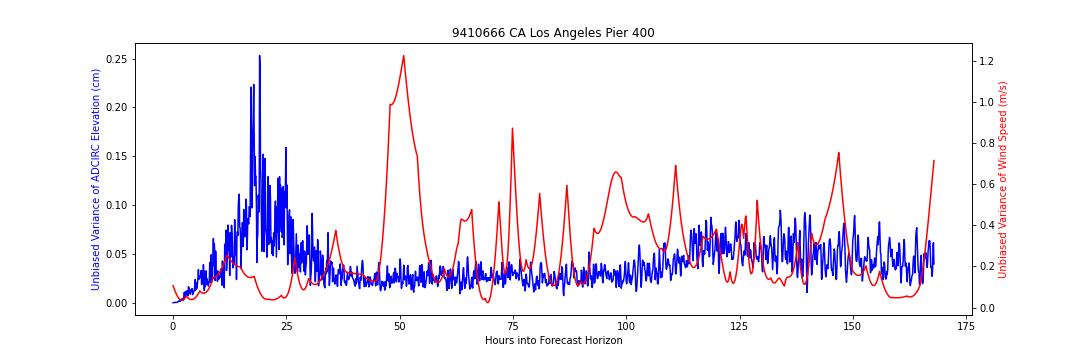 9410666 CA Los Angeles Pier 400
Unbiased Variance of ADCIRC Elevation (cm)
0.25
0.20
0.15
0.10
0.05
0.00
1.2
1.0
0.8
0.6
0.4
0.2
0.0
Unbiased Variance of Wind Speed (m/s)
0 25 50 75 100 125 150 175
Hours into Forecast Horizon